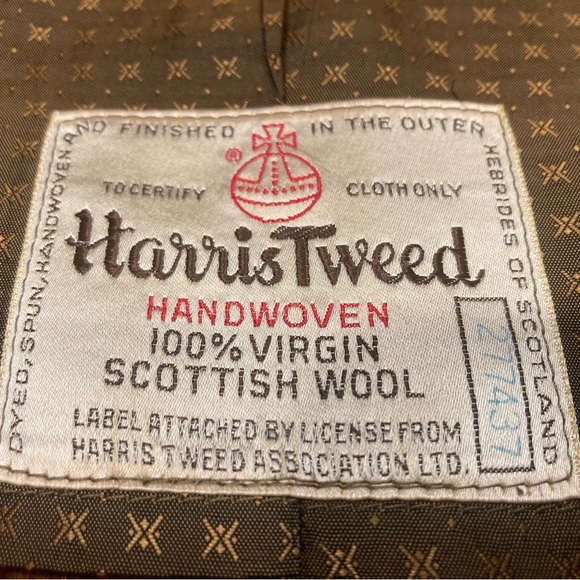 DYED, SPUN, HANDWOVEN AND FINISHED IN THE OUTER HEBRIDES OF SCOTLAND
®
TO CERTIFY CLOTH ONLY
Harris Tweed
HANDWOVEN
100% VIRGIN
SCOTTISH WOOL
LABEL ATTACHED BY LICENSE FROM
HARRIS TWEED ASSOCIATION LTD.
277437